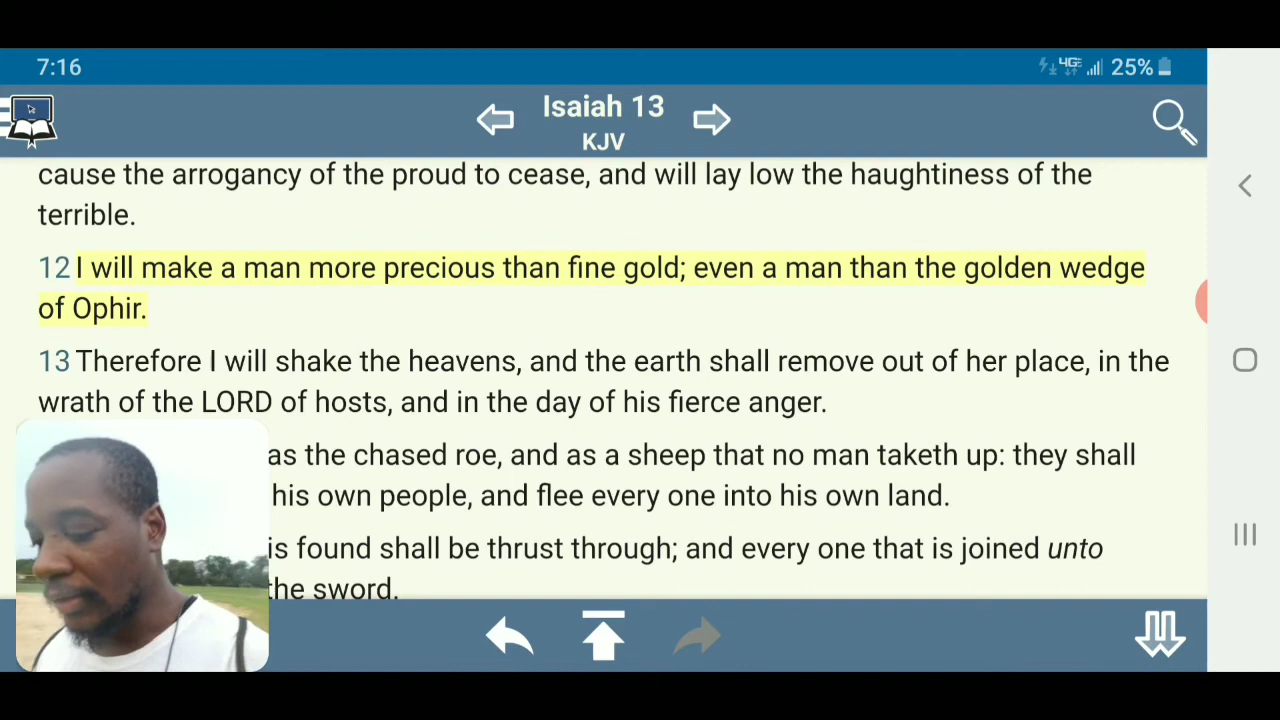 7:16
4GE 25%
Isaiah 13
KJV
cause the arrogancy of the proud to cease, and will lay low the haughtiness of the
terrible.
12 I will make a man more precious than fine gold; even a man than the golden wedge
of Ophir.
13 Therefore I will shake the heavens, and the earth shall remove out of her place, in the
wrath of the LORD of hosts, and in the day of his fierce anger.
as the chased roe, and as a sheep that no man taketh up: they shall
his own people, and flee every one into his own land.
is found shall be thrust through; and every one that is joined unto
the sword.